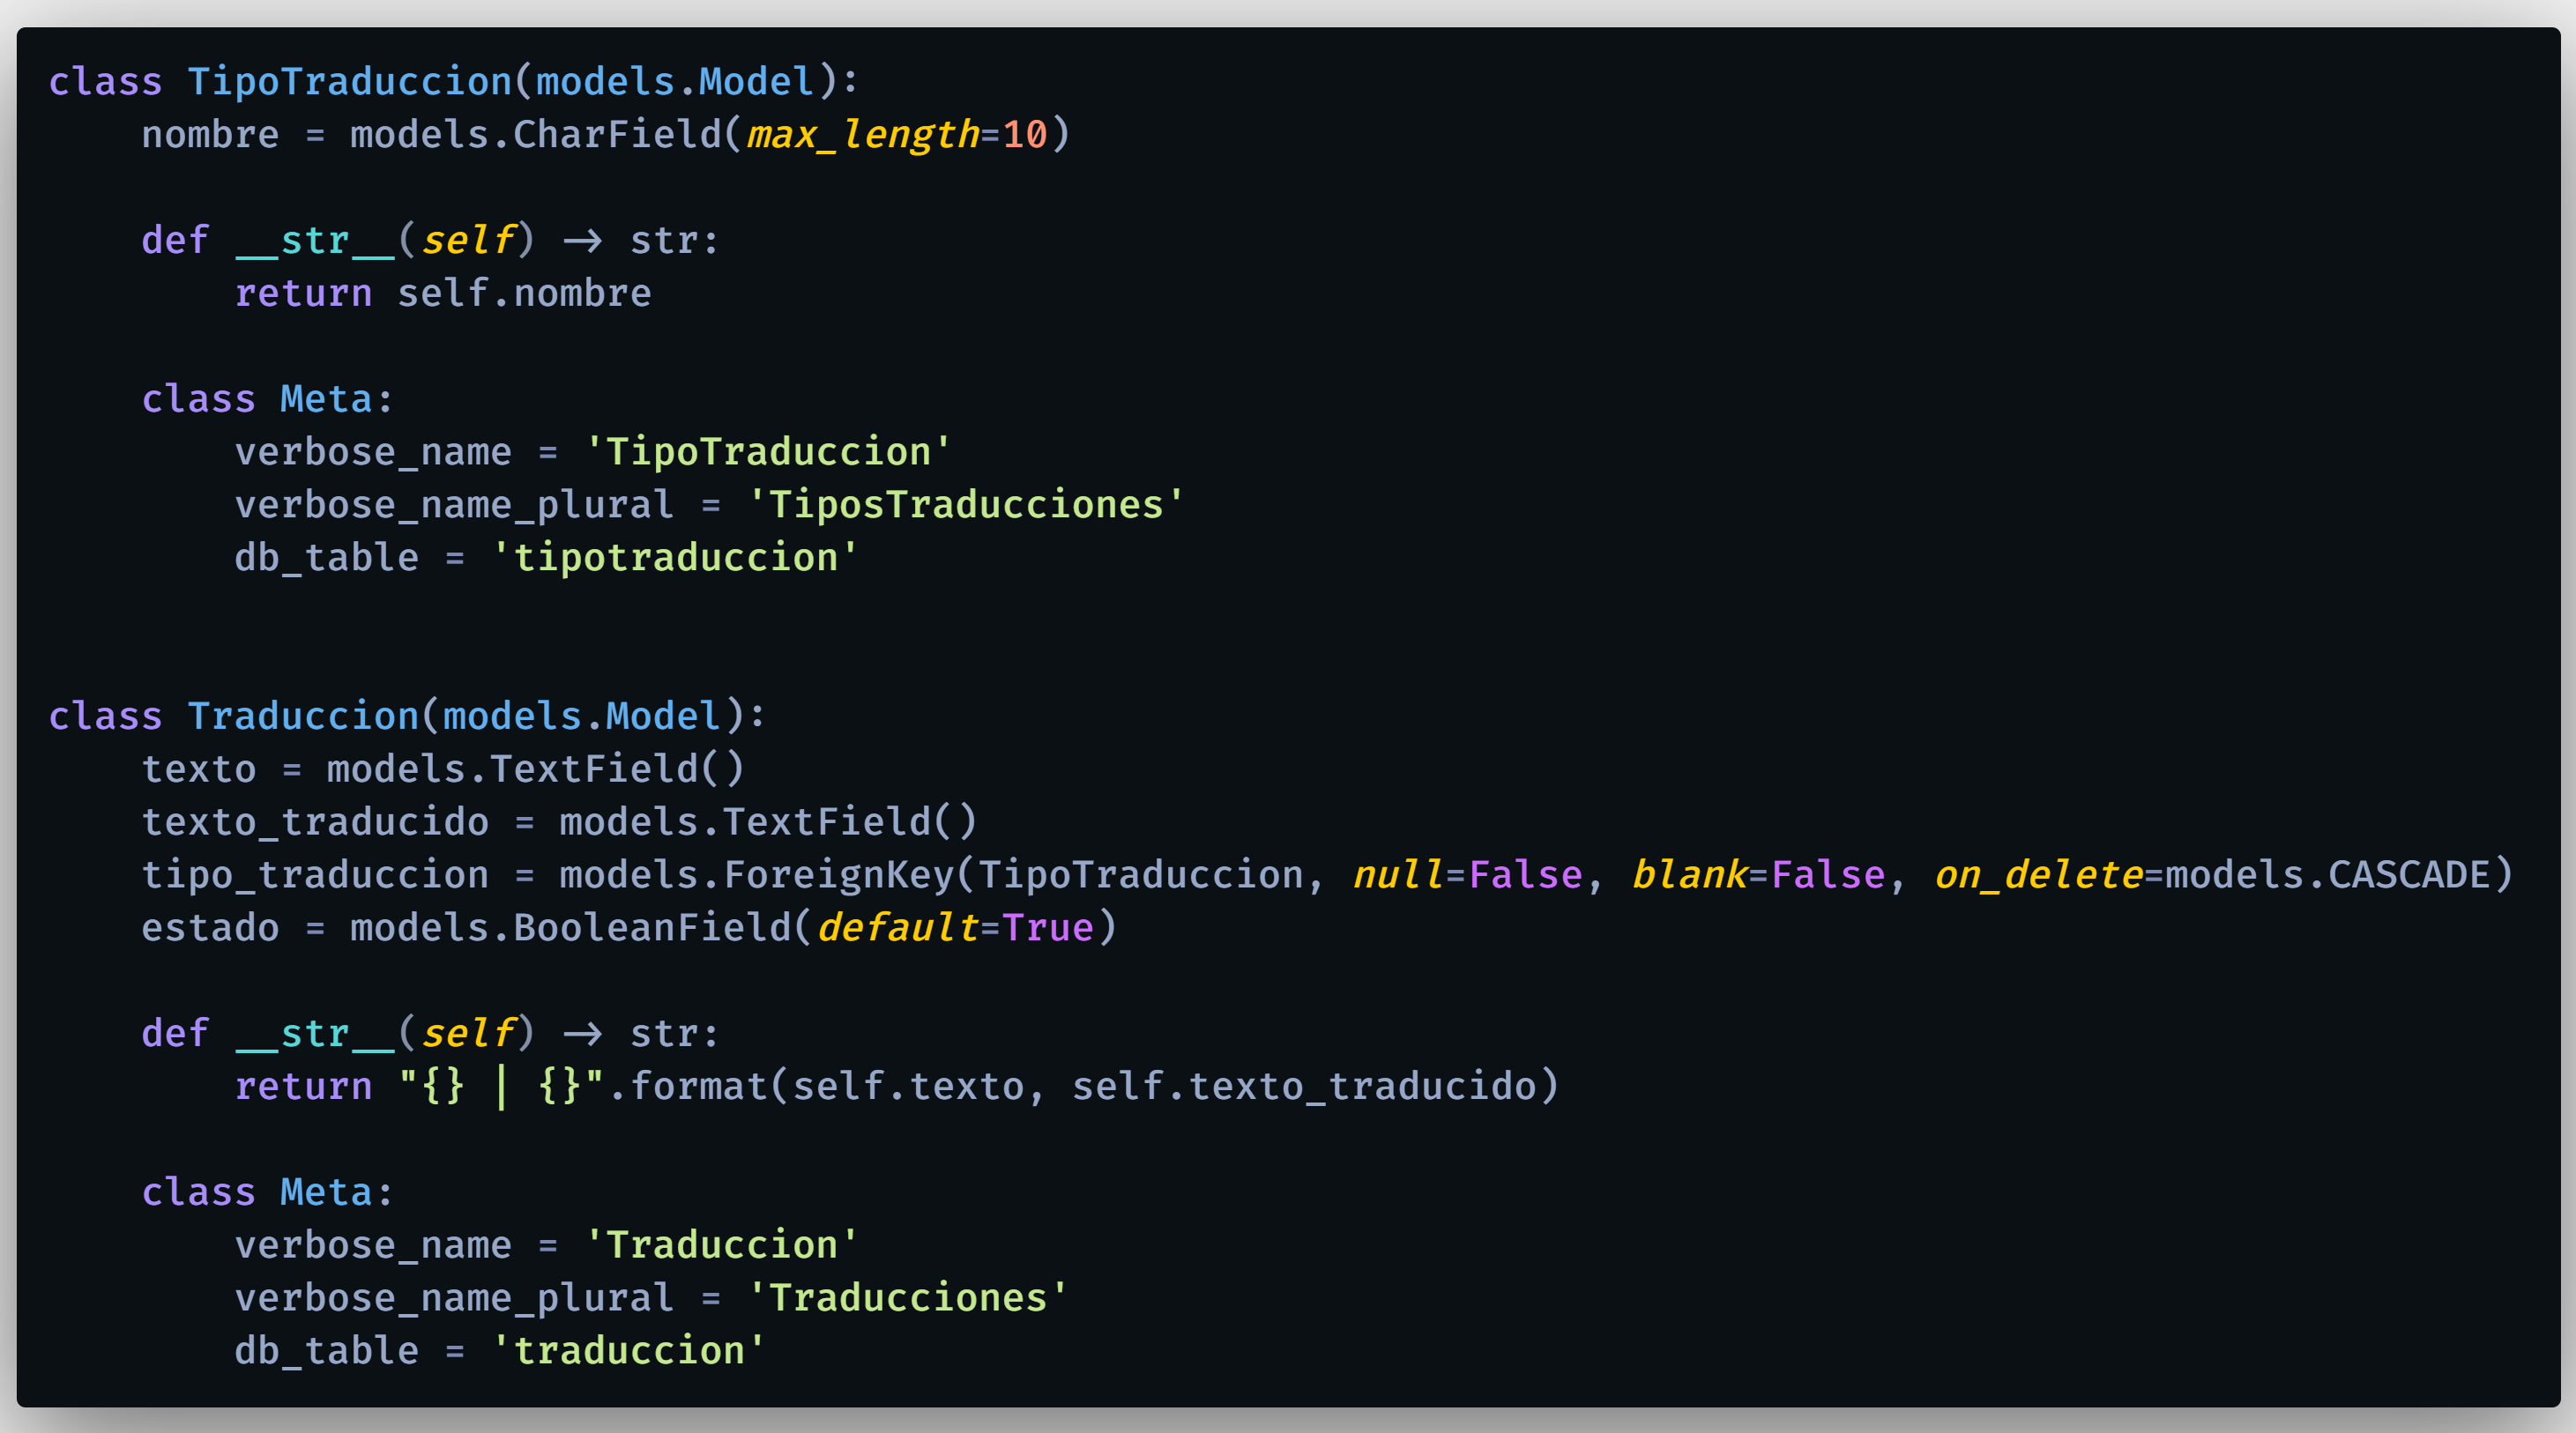 class TipoTraduccion(models.Model):
    nombre = models.CharField(max_length=10)

    def __str__(self) -> str:
        return self.nombre

    class Meta:
        verbose_name = 'TipoTraduccion'
        verbose_name_plural = 'TiposTraducciones'
        db_table = 'tipotraduccion'


class Traduccion(models.Model):
    texto = models.TextField()
    texto_traducido = models.TextField()
    tipo_traduccion = models.ForeignKey(TipoTraduccion, null=False, blank=False, on_delete=models.CASCADE)
    estado = models.BooleanField(default=True)

    def __str__(self) -> str:
        return "{} | {}".format(self.texto, self.texto_traducido)

    class Meta:
        verbose_name = 'Traduccion'
        verbose_name_plural = 'Traducciones'
        db_table = 'traduccion'